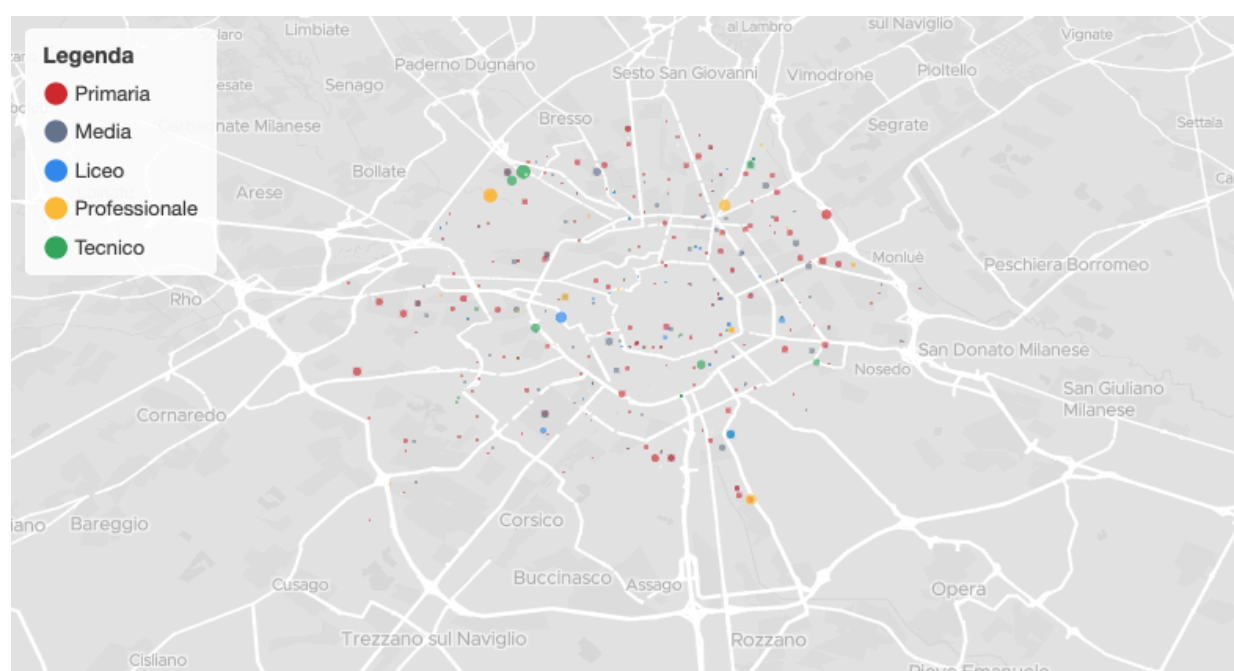 Legenda
Primaria
Media
Liceo
Professionale
Tecnico
Limbiate
al Lambro
sul Naviglio
Vignate
Paderno Dugnano
Sesto San Giovanni
Vimodrone
Pioltello
Senago
Bresso
Segrate
Settala
Bollate
Arese
Monluè
Peschiera Borromeo
Rho
San Donato Milanese
Nosedo
San Giuliano
Milanese
Cornaredo
Bareggio
Corsico
Cusago
Buccinasco
Assago
Opera
Trezzano sul Naviglio
Rozzano
Cisliano